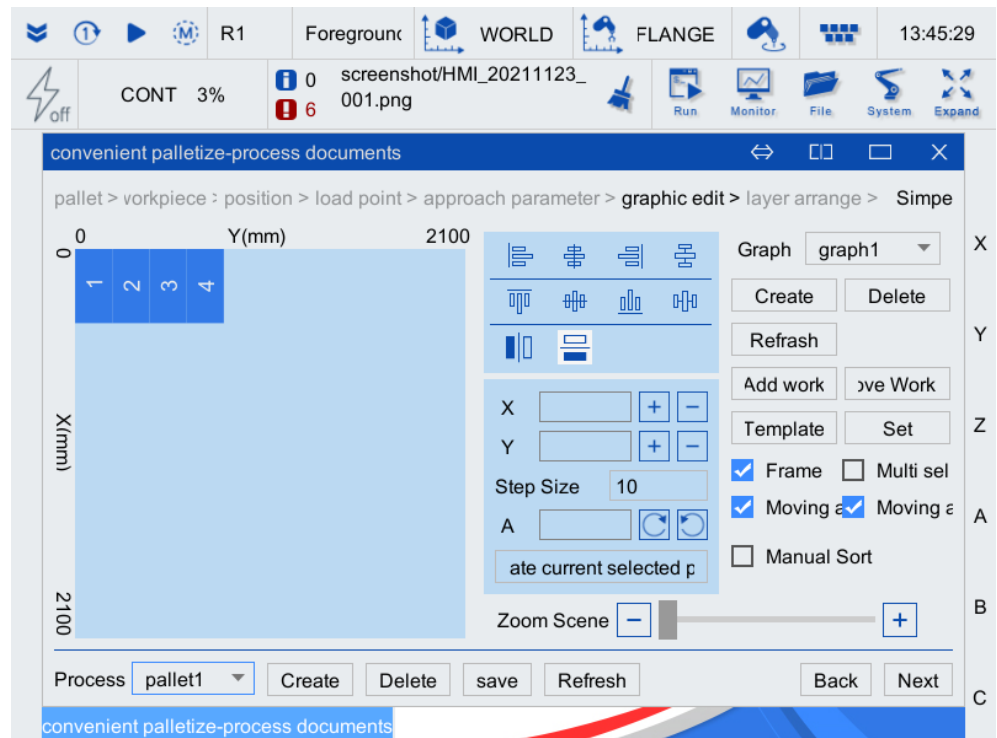 R1 Foreground WORLD FLANGE 13:45:29
off CONT 3% 0 6 screenshot/HMI_20211123_
001.png
Run Monitor File System Expand
convenient palletize-process documents
pallet > vorkpiece : position > load point > approach parameter > graphic edit > layer arrange > Simpe
0 Y(mm) 2100
0
1 2 3 4
X(mm)
2100
X
Y
Step Size 10
A
ate current selected p
Zoom Scene
Graph graph1
Create Delete
Refrash
Add work ove Work
Template Set
Frame Multi sel
Moving a Moving a
Manual Sort
X
Y
Z
A
B
C
Process pallet1 Create Delete save Refresh Back Next
convenient palletize-process documents